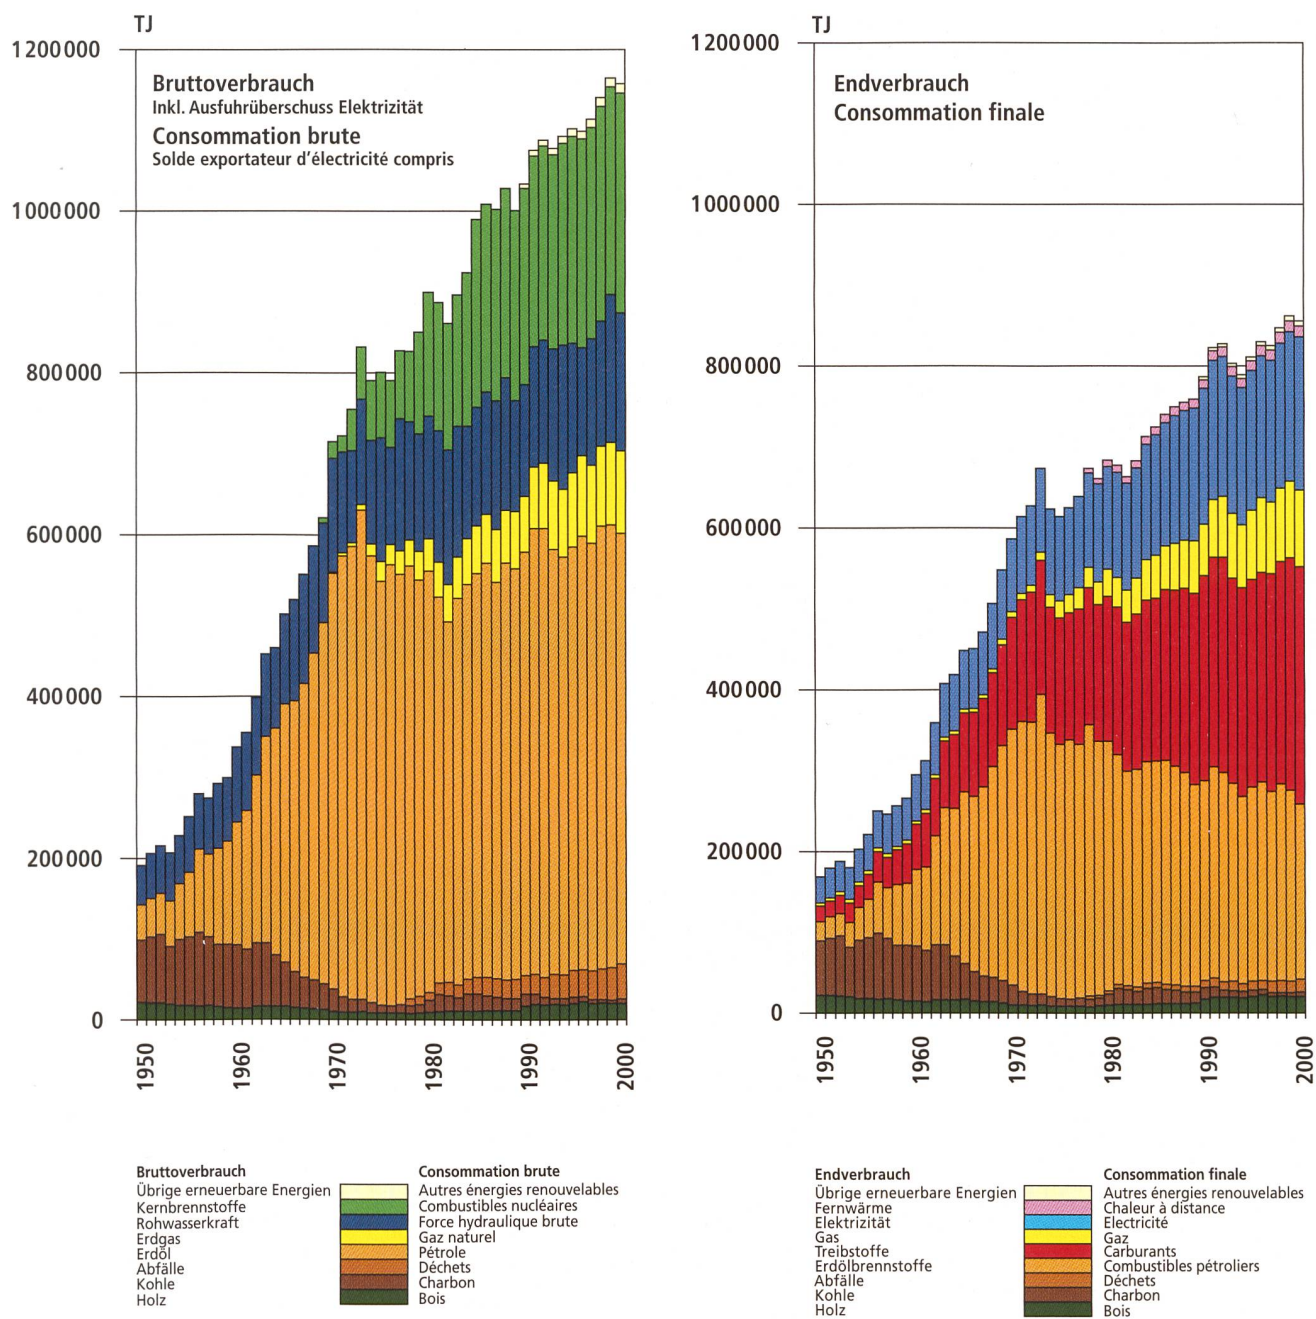 TJ
1200000
1000000
800000
600000
400000
200000
0
Bruttoverbrauch
Inkl. Ausfuhrüberschuss Elektrizität
Consommation brute
Solde exportateur d'électricité compris
1950
1960
1970
1980
1990
2000
Bruttoverbrauch Consommation brute
Übrige erneuerbare Energien Autres énergies renouvelables
Kernbrennstoffe Combustibles nucléaires
Rohwasserkraft Force hydraulique brute
Erdgas Gaz naturel
Erdöl Pétrole
Abfälle Déchets
Kohle Charbon
Holz Bois
TJ
1200000
1000000
800000
600000
400000
200000
0
Endverbrauch
Consommation finale
1950
1960
1970
1980
1990
2000
Endverbrauch Consommation finale
Übrige erneuerbare Energien Autres énergies renouvelables
Fernwärme Chaleur à distance
Elektrizität Electricité
Gas Gaz
Treibstoffe Carburants
Erdölbrennstoffe Combustibles pétroliers
Abfälle Déchets
Kohle Charbon
Holz Bois